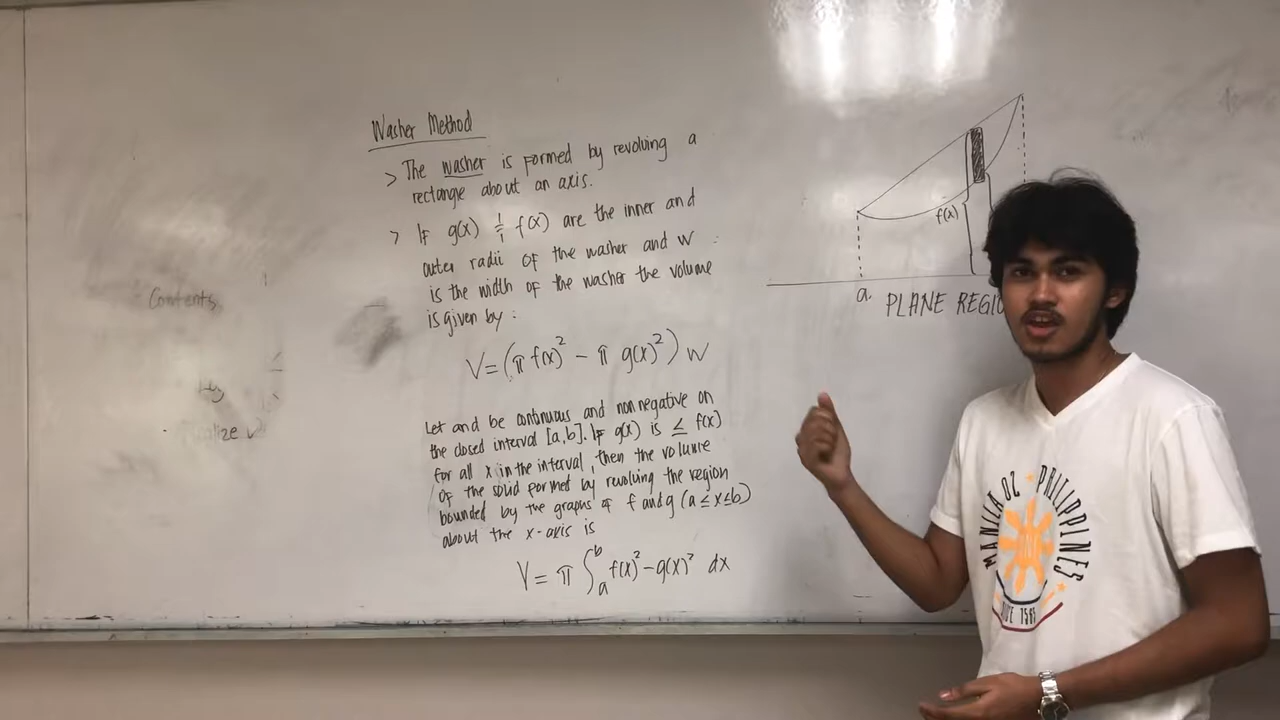 Washer Method
> The washer is formed by revolving a
rectangle about an axis.
> If g(x) & f(x) are the inner and
outer radii of the washer and w
is the width of the washer the volume
is given by:
V=(π f(x)² - π g(x)²) w
Let and be continuous and non negative on
the closed interval [a,b]. If g(x) is ≤ f(x)
for all x in the interval, then the volume
of the solid formed by revolving the region
bounded by the graphs of f and g (a≤x≤b)
about the x-axis is
V = π ∫ₐᵇ f(x)² - g(x)² dx
f(x)
a
PLANE REGIO
Contents
MANILA 02 PHILIPPINES